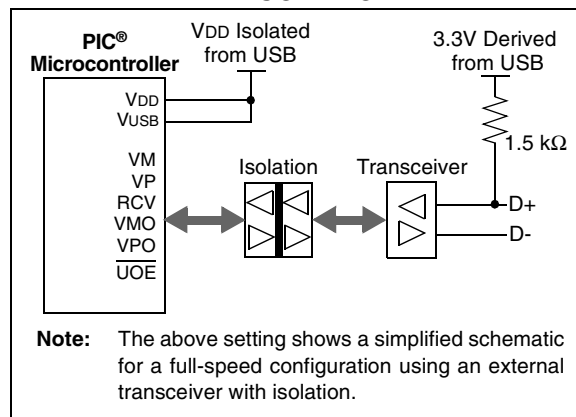 PIC®
Microcontroller
VDD Isolated
from USB
3.3V Derived
from USB
VDD
VUSB
1.5 kΩ
VM
VP
RCV
VMO
VPO
UOE
Isolation
Transceiver
D+
D-
Note: The above setting shows a simplified schematic
for a full-speed configuration using an external
transceiver with isolation.